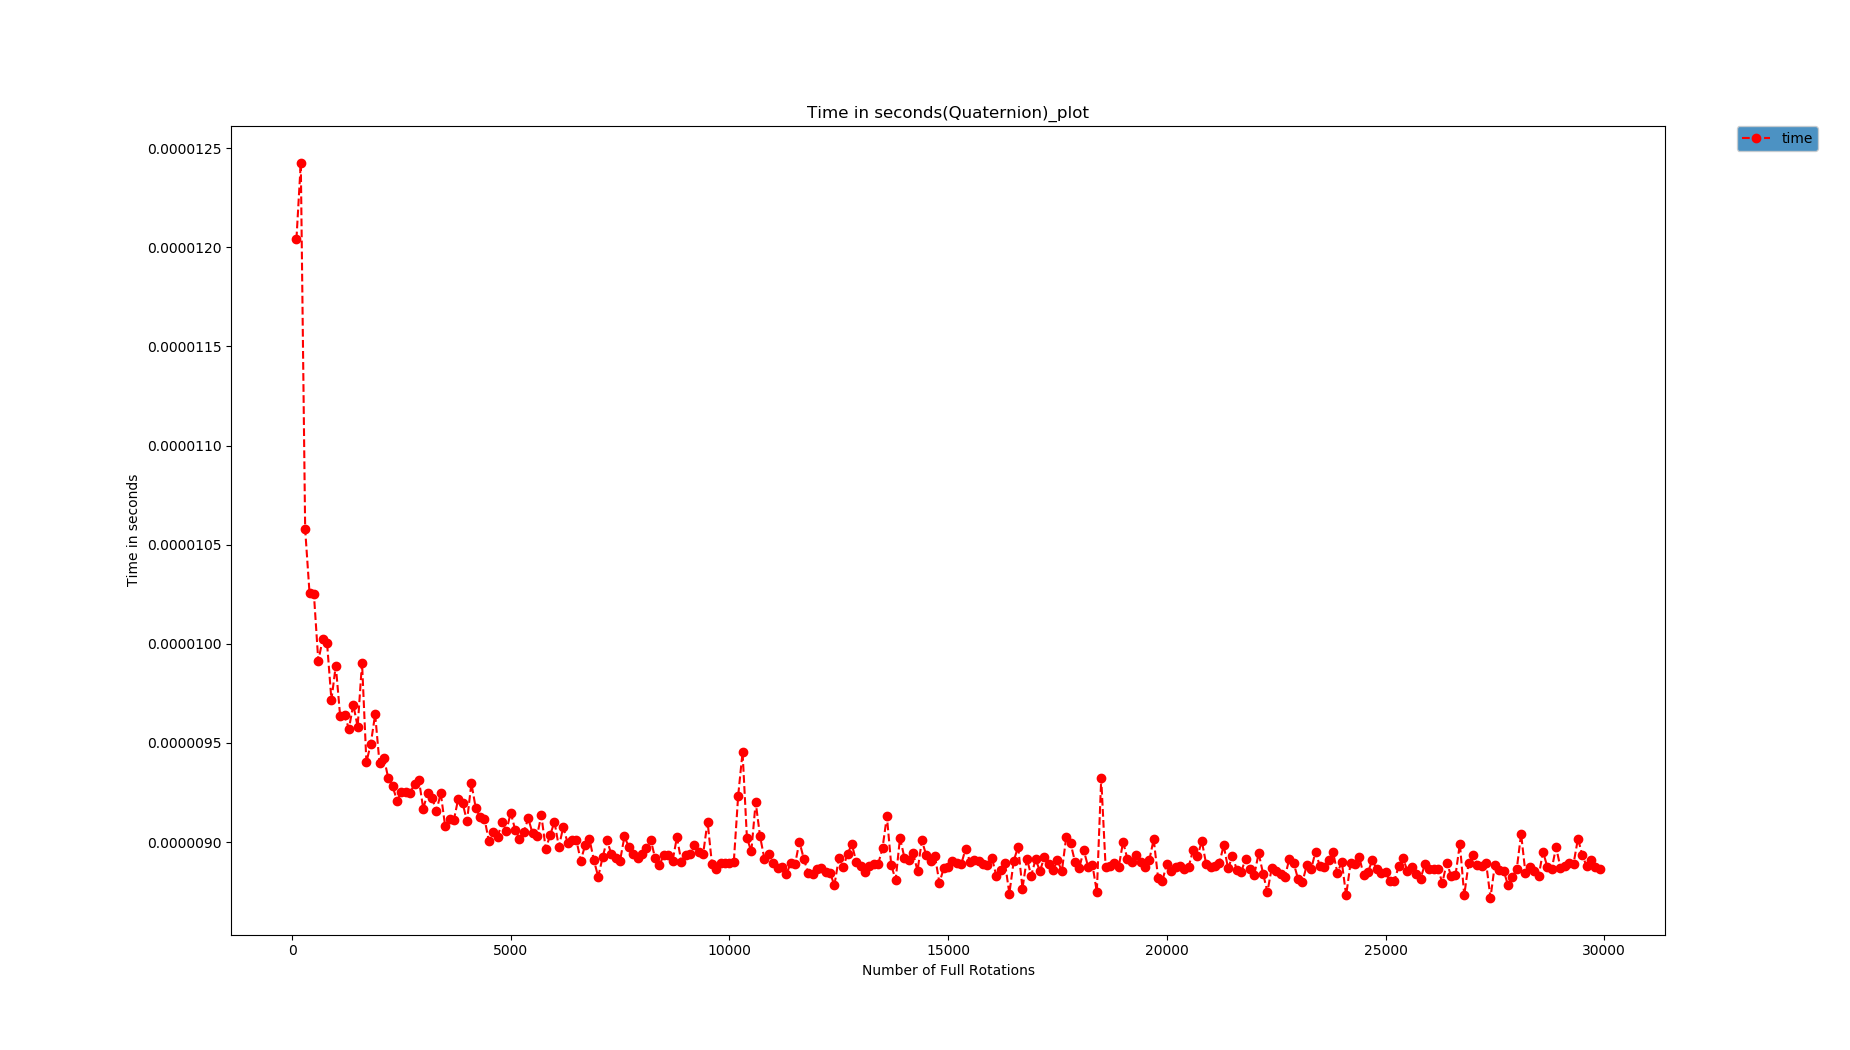 Time in seconds(Quaternion)_plot
time
0.0000125
0.0000120
0.0000115
0.0000110
0.0000105
0.0000100
0.0000095
0.0000090
Time in seconds
0 5000 10000 15000 20000 25000 30000
Number of Full Rotations